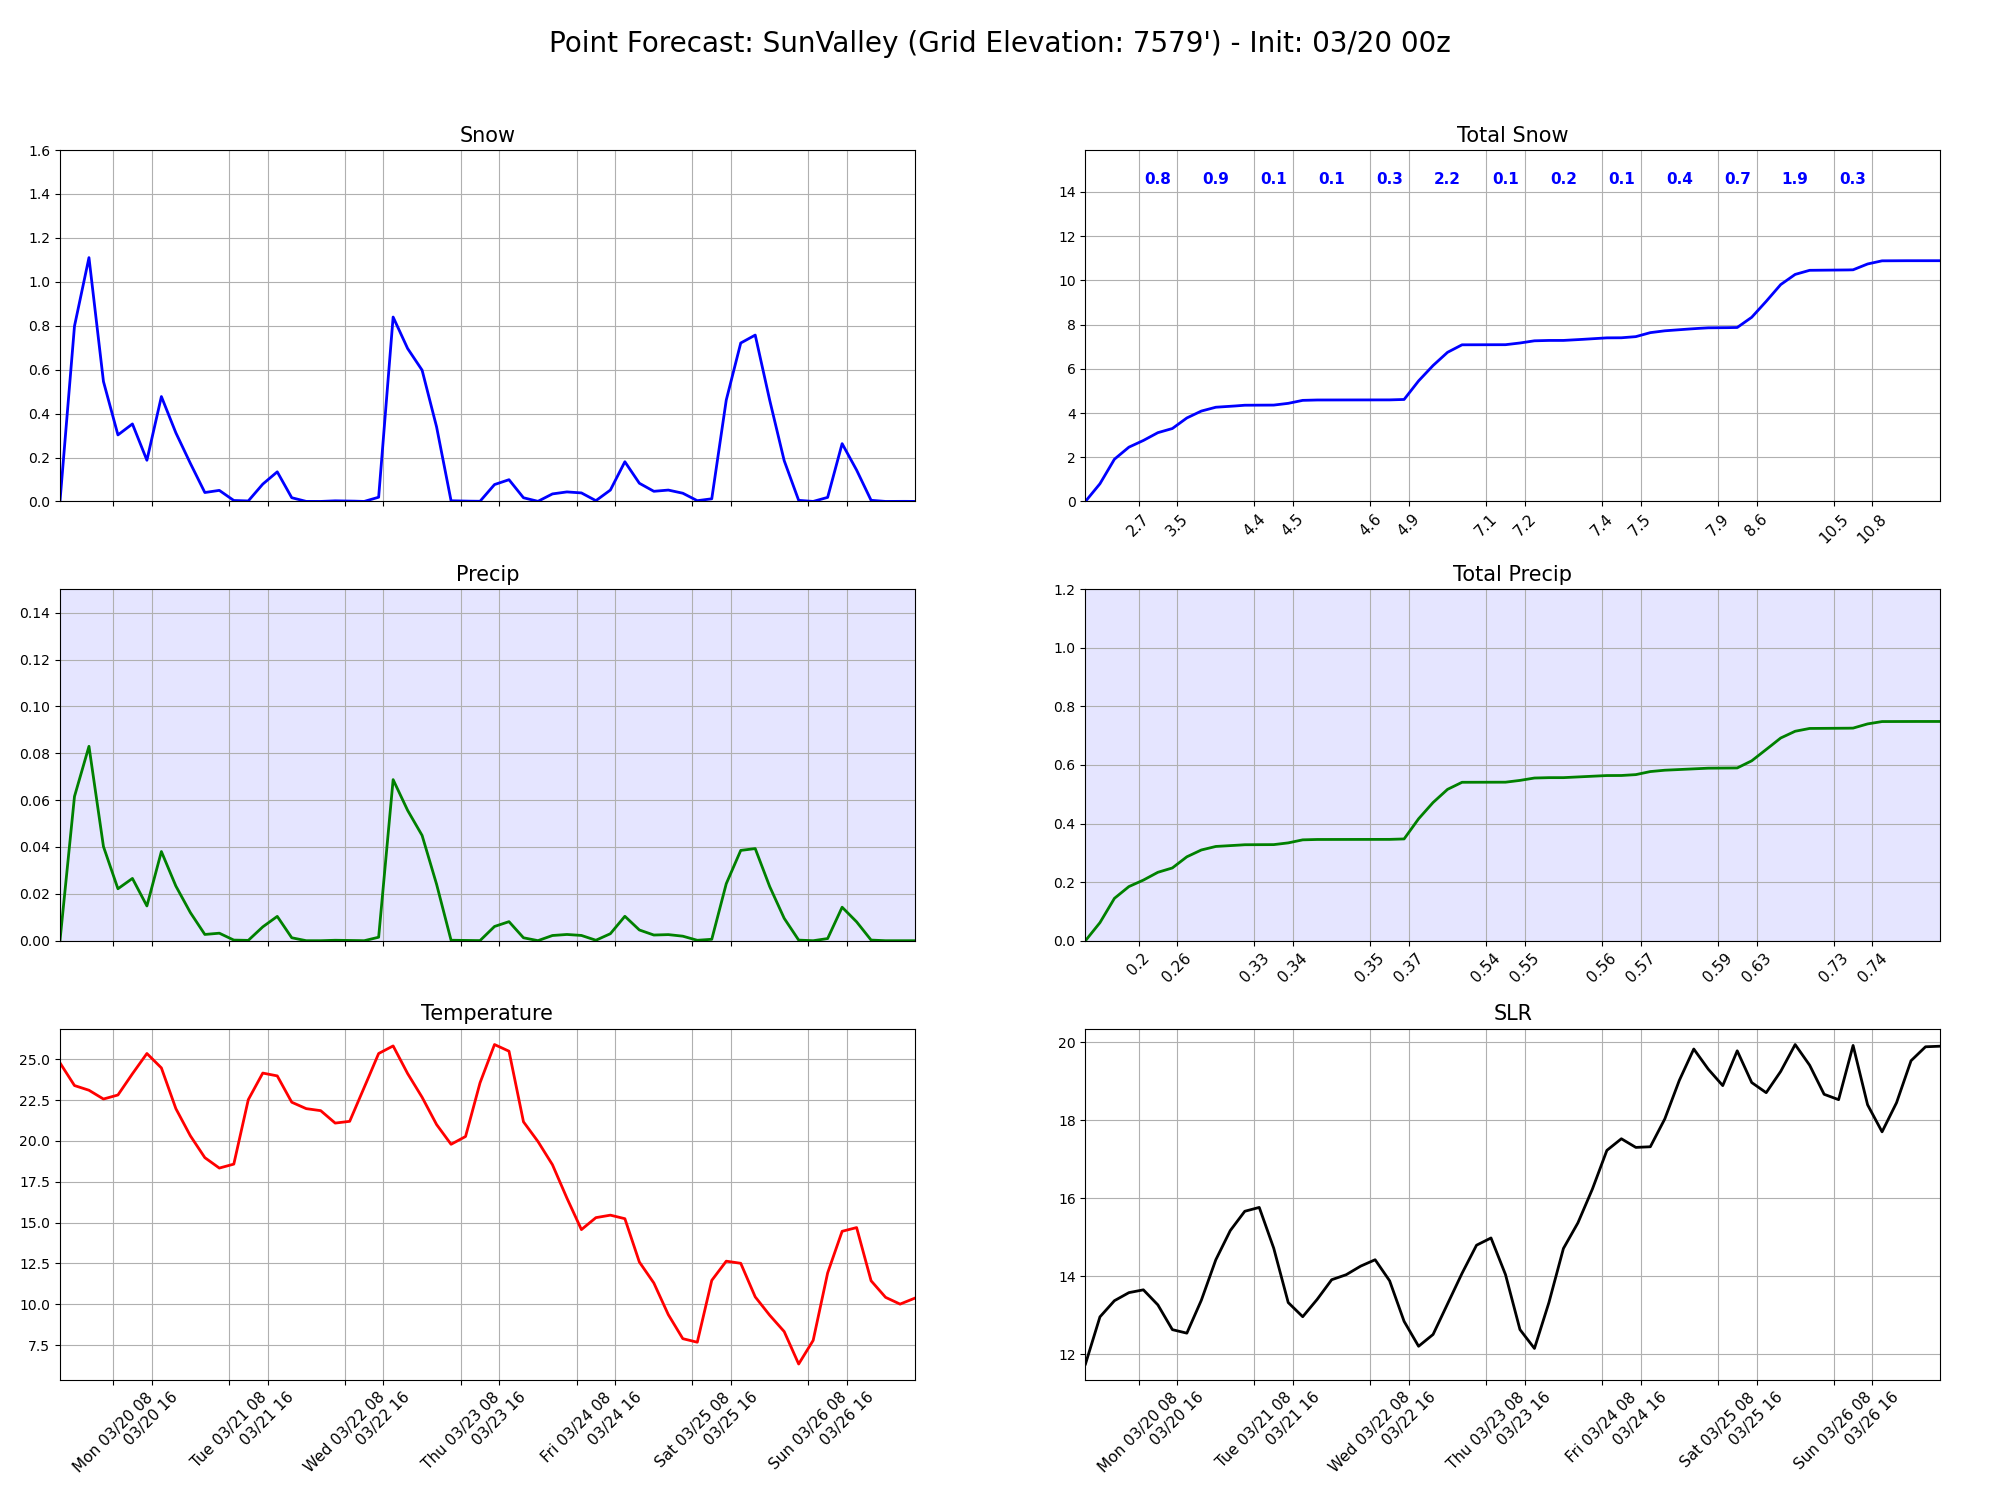 Point Forecast: SunValley (Grid Elevation: 7579') - Init: 03/20 00z
Snow
1.6
1.4
1.2
1.0
0.8
0.6
0.4
0.2
0.0
Total Snow
0.8 0.9 0.1 0.1 0.3 2.2 0.1 0.2 0.1 0.4 0.7 1.9 0.3
14
12
10
8
6
4
2
0
2.7 3.5 4.4 4.5 4.6 4.9 7.1 7.2 7.4 7.5 7.9 8.6 10.5 10.8
Precip
0.14
0.12
0.10
0.08
0.06
0.04
0.02
0.00
Total Precip
1.2
1.0
0.8
0.6
0.4
0.2
0.0
0.2 0.26 0.33 0.34 0.35 0.37 0.54 0.55 0.56 0.57 0.59 0.63 0.73 0.74
Temperature
25.0
22.5
20.0
17.5
15.0
12.5
10.0
7.5
Mon 03/20 08
03/20 16
Tue 03/21 08
03/21 16
Wed 03/22 08
03/22 16
Thu 03/23 08
03/23 16
Fri 03/24 08
03/24 16
Sat 03/25 08
03/25 16
Sun 03/26 08
03/26 16
SLR
20
18
16
14
12
Mon 03/20 08
03/20 16
Tue 03/21 08
03/21 16
Wed 03/22 08
03/22 16
Thu 03/23 08
03/23 16
Fri 03/24 08
03/24 16
Sat 03/25 08
03/25 16
Sun 03/26 08
03/26 16